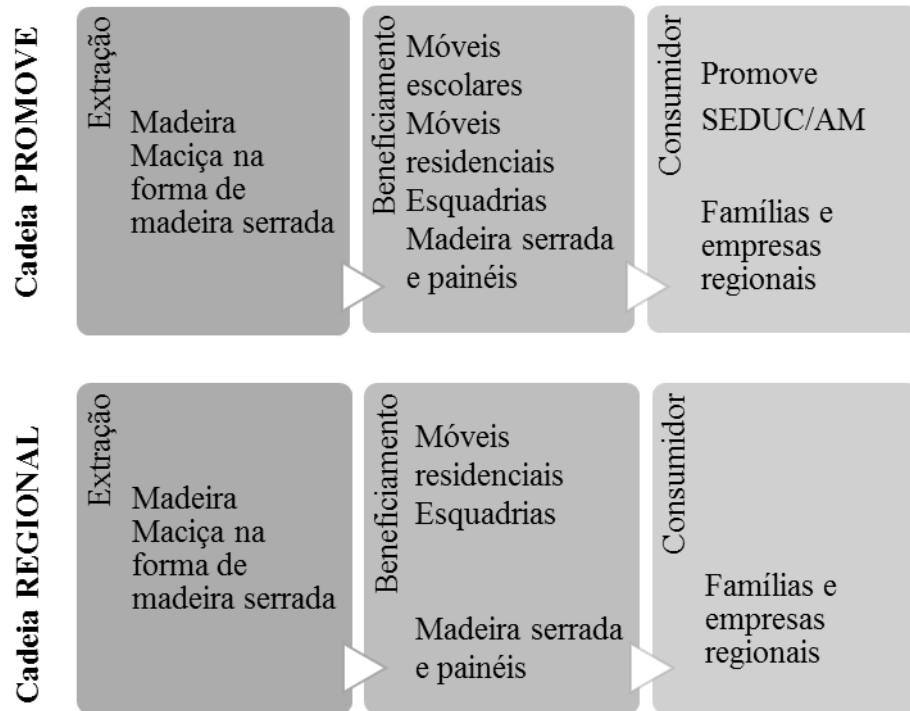 Cadeia PROMOVE
Extração
Madeira
Maciça na
forma de
madeira serrada
Beneficiamento
Móveis
escolares
Móveis
residenciais
Esquadrias
Madeira serrada
e painéis
Consumidor
Promove
SEDUC/AM
Famílias e
empresas
regionais
Cadeia REGIONAL
Extração
Madeira
Maciça na
forma de
madeira serrada
Beneficiamento
Móveis
residenciais
Esquadrias
Madeira serrada
e painéis
Consumidor
Famílias e
empresas
regionais